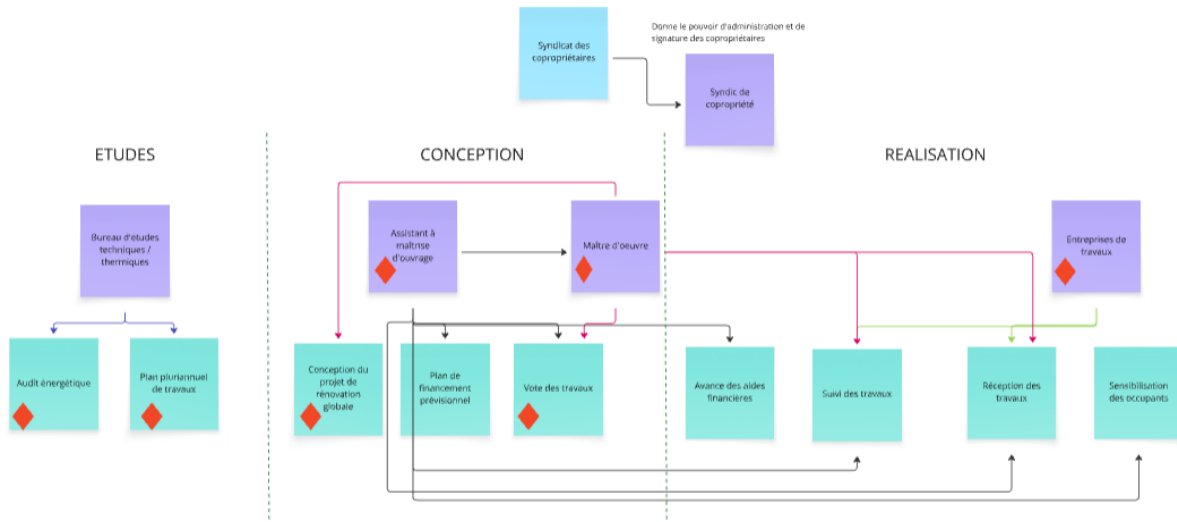 Syndicat des
copropriétaires
Donne le pouvoir d'administration et de
signature des copropriétaires
Syndic de
copropriété
ETUDES
CONCEPTION
REALISATION
Bureau d'études
techniques /
thermiques
Assistant à
maîtrise
d'ouvrage
Maître d'oeuvre
Entreprises de
travaux
Audit énergétique
Plan pluriannuel
de travaux
Conception du
projet de
rénovation
globale
Plan de
financement
prévisionnel
Vote des travaux
Avance des aides
financières
Suivi des travaux
Réception des
travaux
Sensibilisation
des occupants